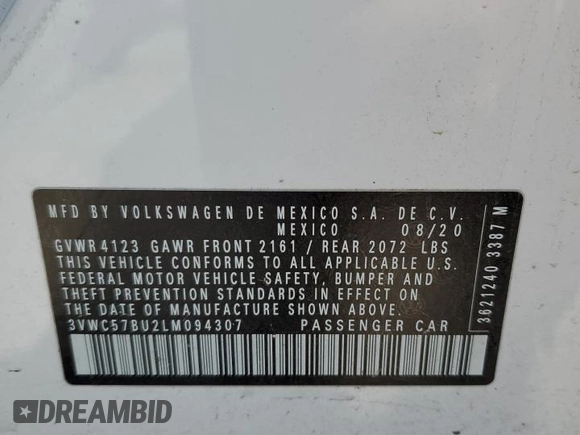 MFD BY VOLKSWAGEN DE MEXICO S.A. DE C.V.
MEXICO 08/20
GVWR 4123 GAWR FRONT 2161 / REAR 2072 LBS
THIS VEHICLE CONFORMS TO ALL APPLICABLE U.S.
FEDERAL MOTOR VEHICLE SAFETY, BUMPER AND
THEFT PREVENTION STANDARDS IN EFFECT ON
THE DATE OF MANUFACTURE SHOWN ABOVE.
3VWC57BU2LM094307 PASSENGER CAR
3621240 3387 M
DREAMBID